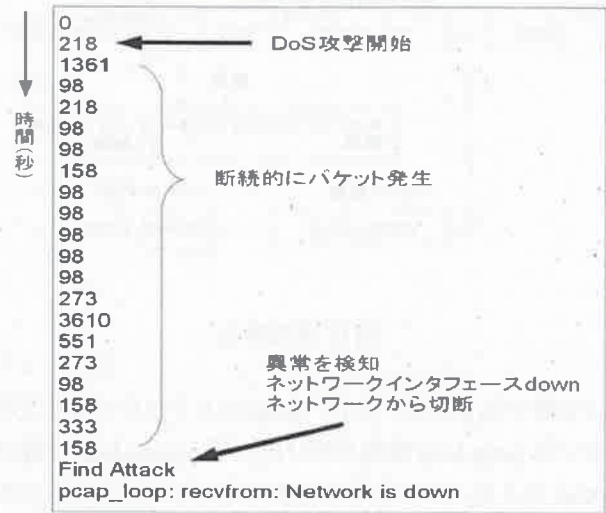 0
218
DoS攻撃開始
1361
98
218
98
98
158
98
98
98
98
98
273
3610
551
273
98
158
333
158
時間(秒)
断続的にパケット発生
異常を検知
ネットワークインタフェースdown
ネットワークから切断
Find Attack
pcap_loop: recvfrom: Network is down